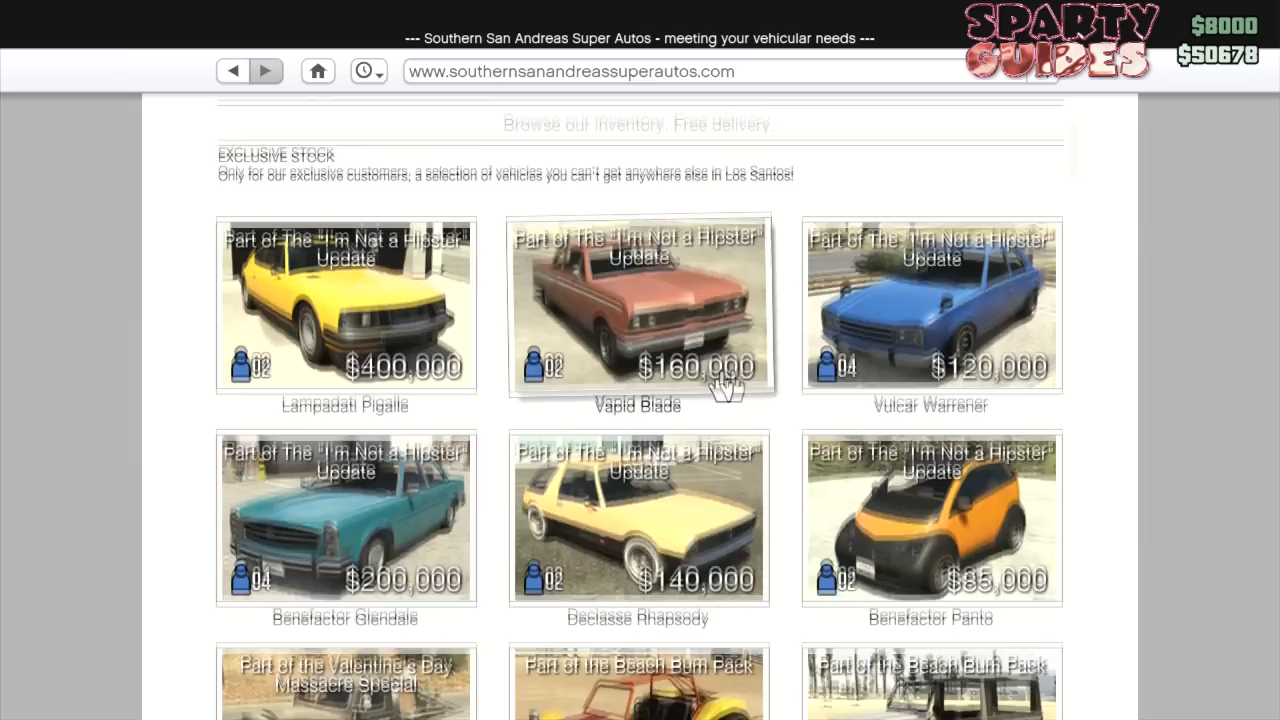 SPARTY
GUIDES
$8000
$50678
--- Southern San Andreas Super Autos - meeting your vehicular needs ---
www.southernsanandreassuperautos.com
Browse our inventory. Free delivery.
EXCLUSIVE STOCK
Only for our exclusive customers, a selection of vehicles you can't get anywhere else in Los Santos!
Part of The "I'm Not a Hipster"
Update
02 $400,000
Lampadati Pigalle
Part of The "I'm Not a Hipster"
Update
02 $160,000
Vapid Blade
Part of The "I'm Not a Hipster"
Update
04 $120,000
Vulcar Warrener
Part of The "I'm Not a Hipster"
Update
04 $200,000
Benefactor Glendale
Part of The "I'm Not a Hipster"
Update
02 $140,000
Declasse Rhapsody
Part of The "I'm Not a Hipster"
Update
02 $85,000
Benefactor Panto
Part of the Valentine's Day
Massacre Special
Part of the Beach Bum Pack
Part of the Beach Bum Pack